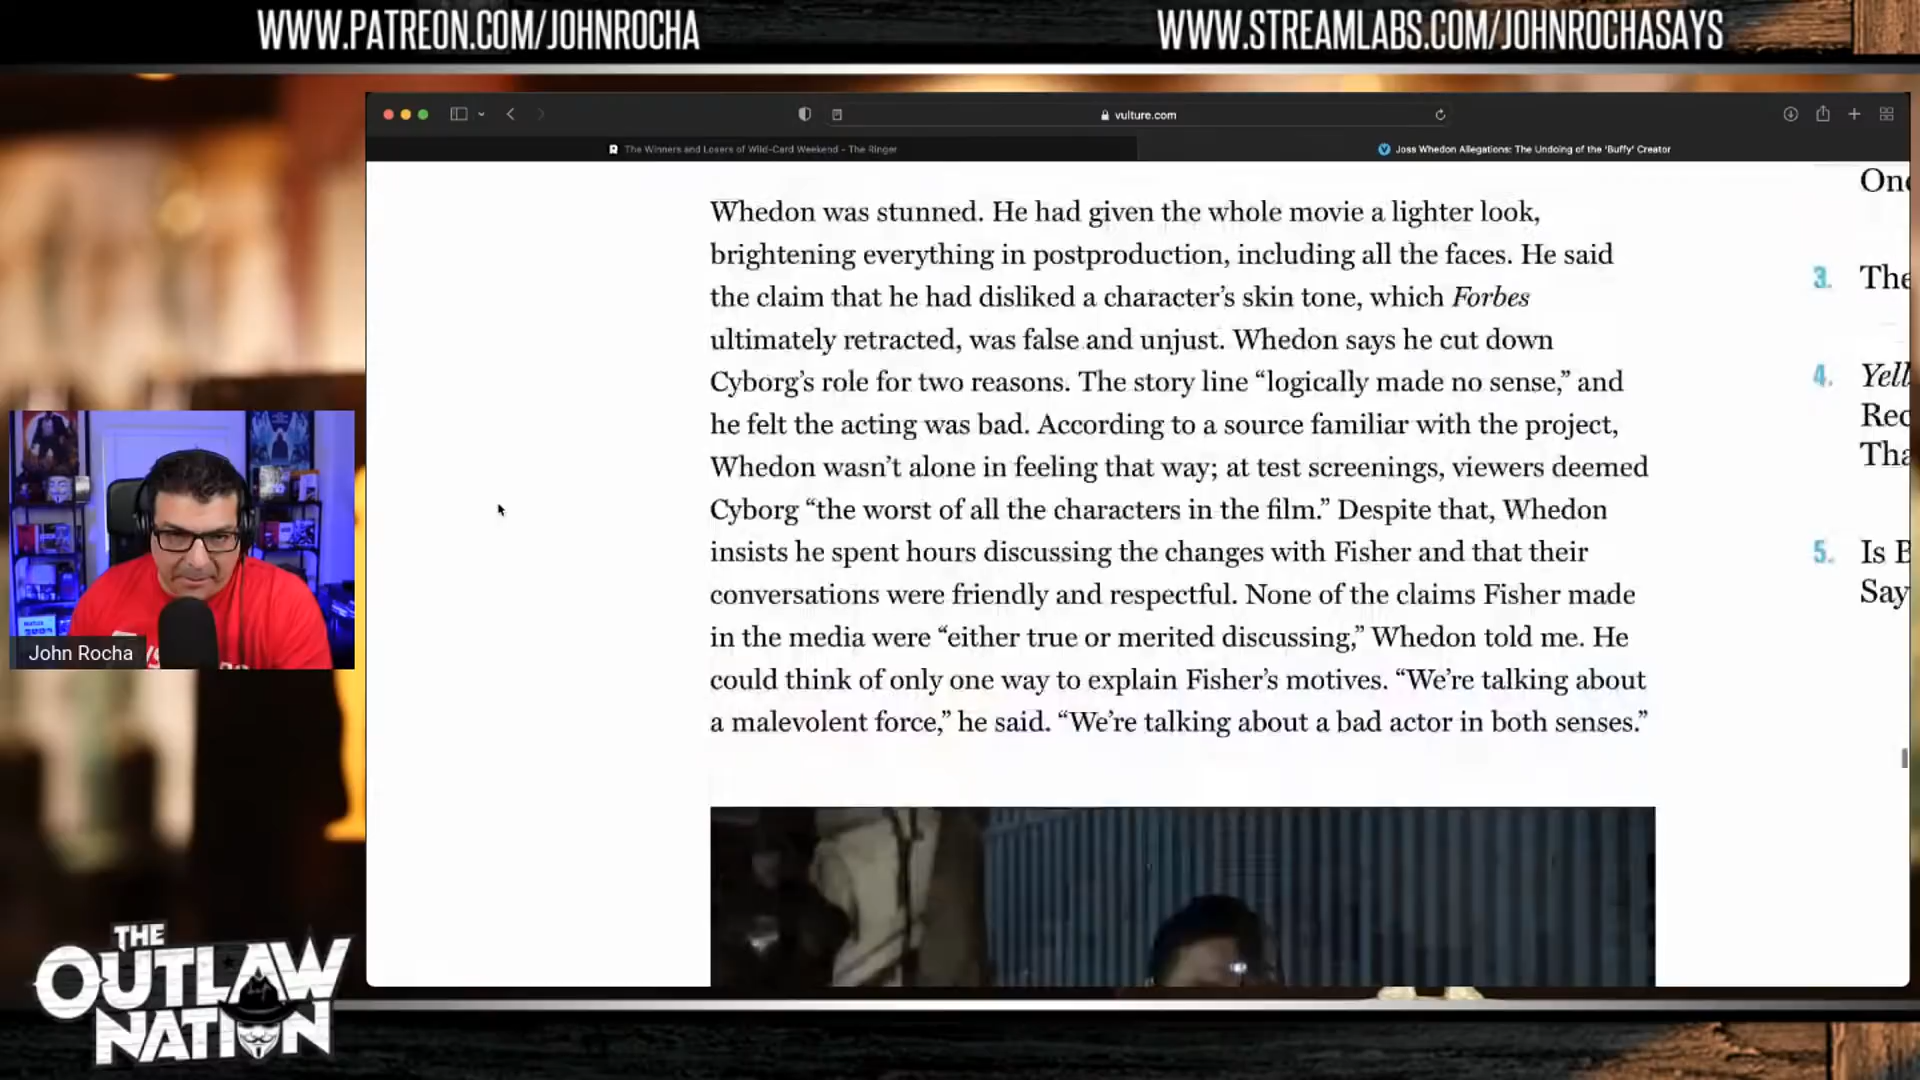 WWW.PATREON.COM/JOHNROCHA
WWW.STREAMLABS.COM/JOHNROCHASAYS
vulture.com
The Winners and Losers of Wild-Card Weekend - The Ringer
Joss Whedon Allegations: The Undoing of the ‘Buffy’ Creator
Whedon was stunned. He had given the whole movie a lighter look,
brightening everything in postproduction, including all the faces. He said
the claim that he had disliked a character’s skin tone, which Forbes
ultimately retracted, was false and unjust. Whedon says he cut down
Cyborg’s role for two reasons. The story line “logically made no sense,” and
he felt the acting was bad. According to a source familiar with the project,
Whedon wasn’t alone in feeling that way; at test screenings, viewers deemed
Cyborg “the worst of all the characters in the film.” Despite that, Whedon
insists he spent hours discussing the changes with Fisher and that their
conversations were friendly and respectful. None of the claims Fisher made
in the media were “either true or merited discussing,” Whedon told me. He
could think of only one way to explain Fisher’s motives. “We’re talking about
a malevolent force,” he said. “We’re talking about a bad actor in both senses.”
3. The
4. Yell
Rec
Tha
5. Is B
Say
John Rocha
THE
OUTLAW
NATION